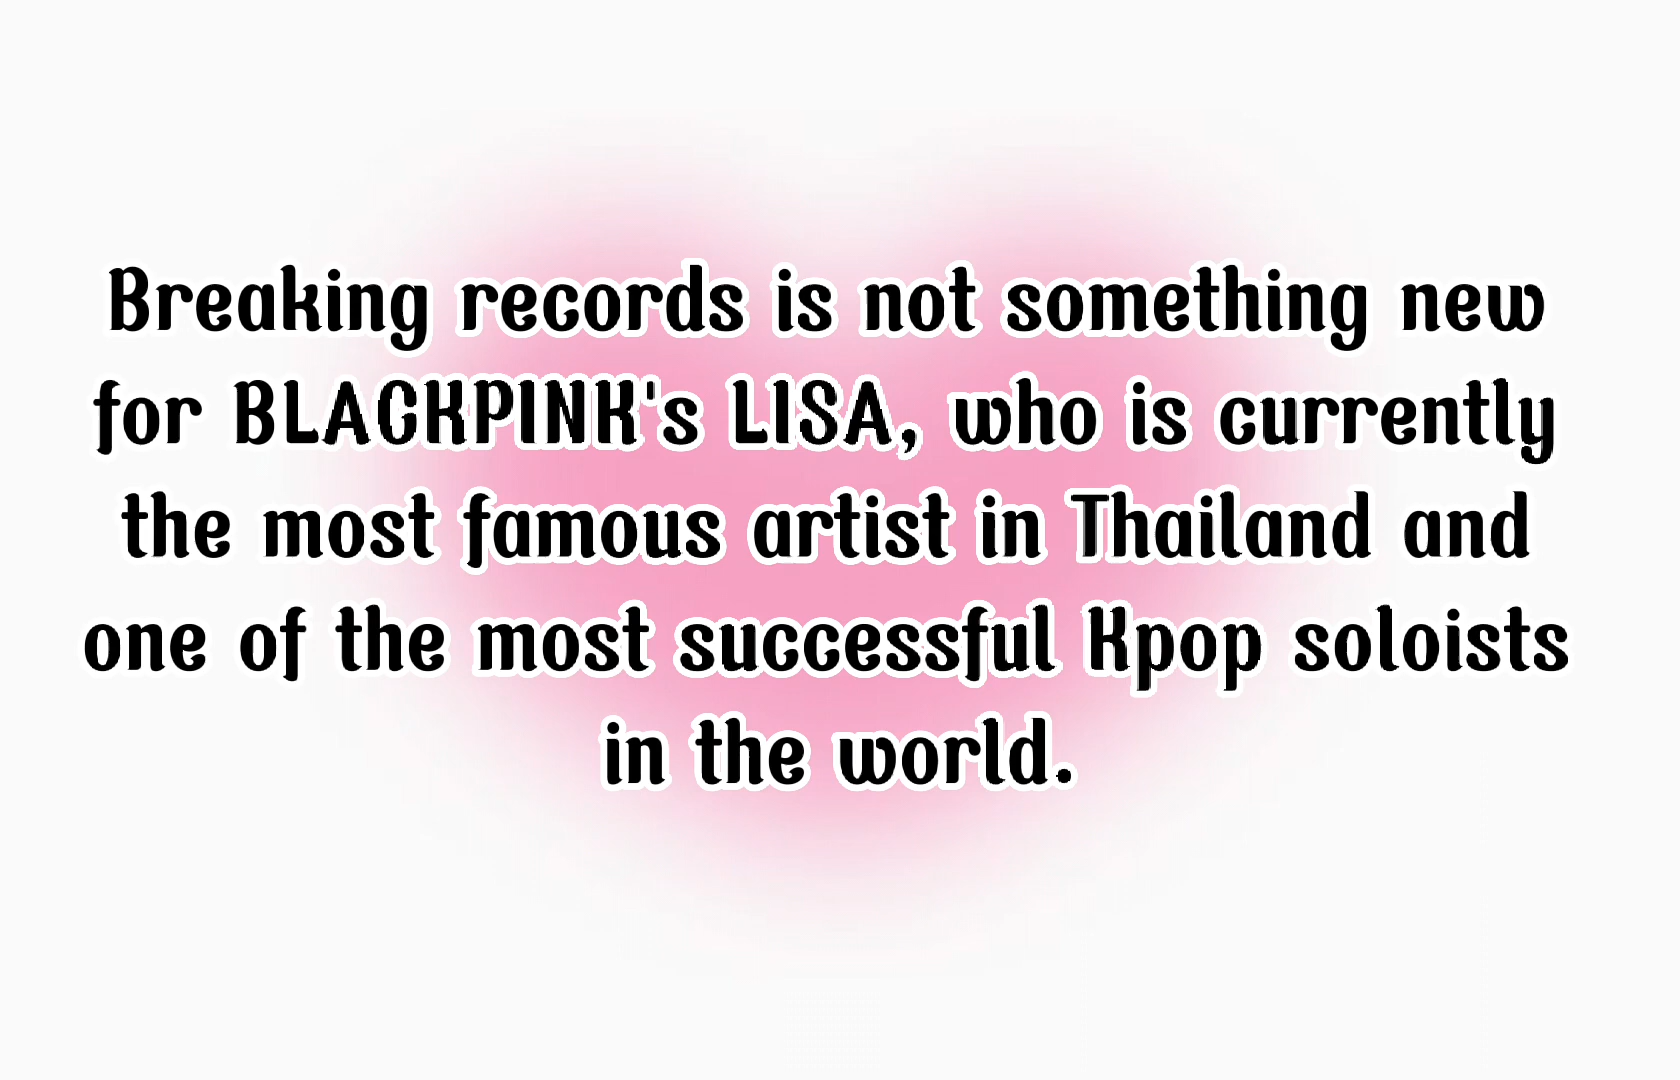 Breaking records is not something new
for BLACKPINK's LISA, who is currently
the most famous artist in Thailand and
one of the most successful Kpop soloists
in the world.